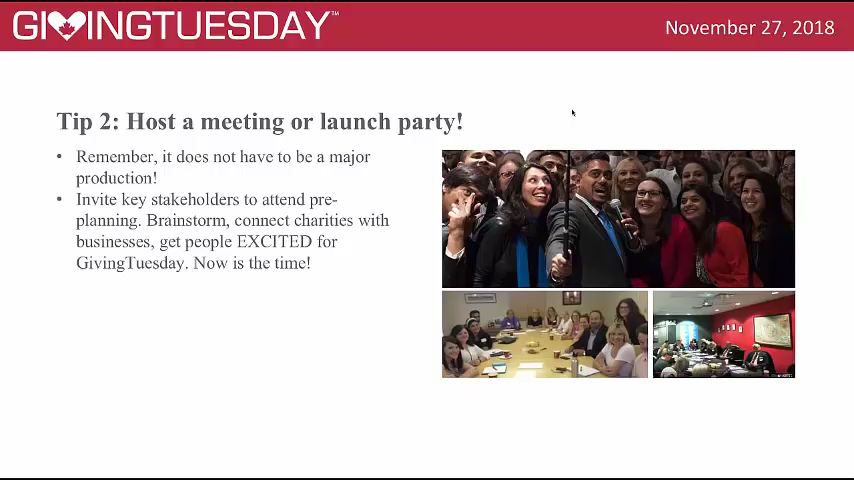 GIVINGTUESDAY™
November 27, 2018
Tip 2: Host a meeting or launch party!
• Remember, it does not have to be a major
production!
• Invite key stakeholders to attend pre-
planning. Brainstorm, connect charities with
businesses, get people EXCITED for
GivingTuesday. Now is the time!